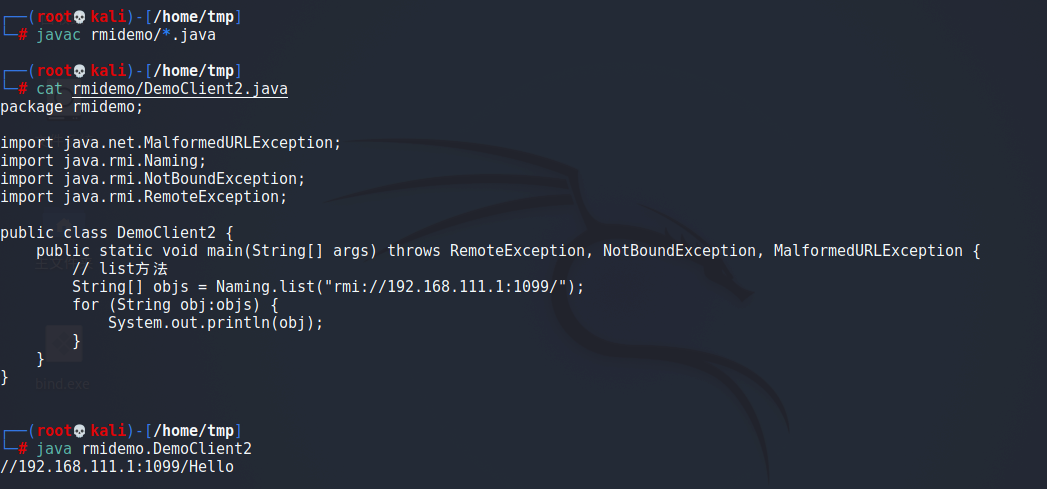 ┌──(root💀kali)-[/home/tmp]
└─# javac rmidemo/*.java
┌──(root💀kali)-[/home/tmp]
└─# cat rmidemo/DemoClient2.java
package rmidemo;
import java.net.MalformedURLException;
import java.rmi.Naming;
import java.rmi.NotBoundException;
import java.rmi.RemoteException;
public class DemoClient2 {
    public static void main(String[] args) throws RemoteException, NotBoundException, MalformedURLException {
        // list方法
        String[] objs = Naming.list("rmi://192.168.111.1:1099/");
        for (String obj:objs) {
            System.out.println(obj);
        }
    }
}
bind.exe
┌──(root💀kali)-[/home/tmp]
└─# java rmidemo.DemoClient2
//192.168.111.1:1099/Hello